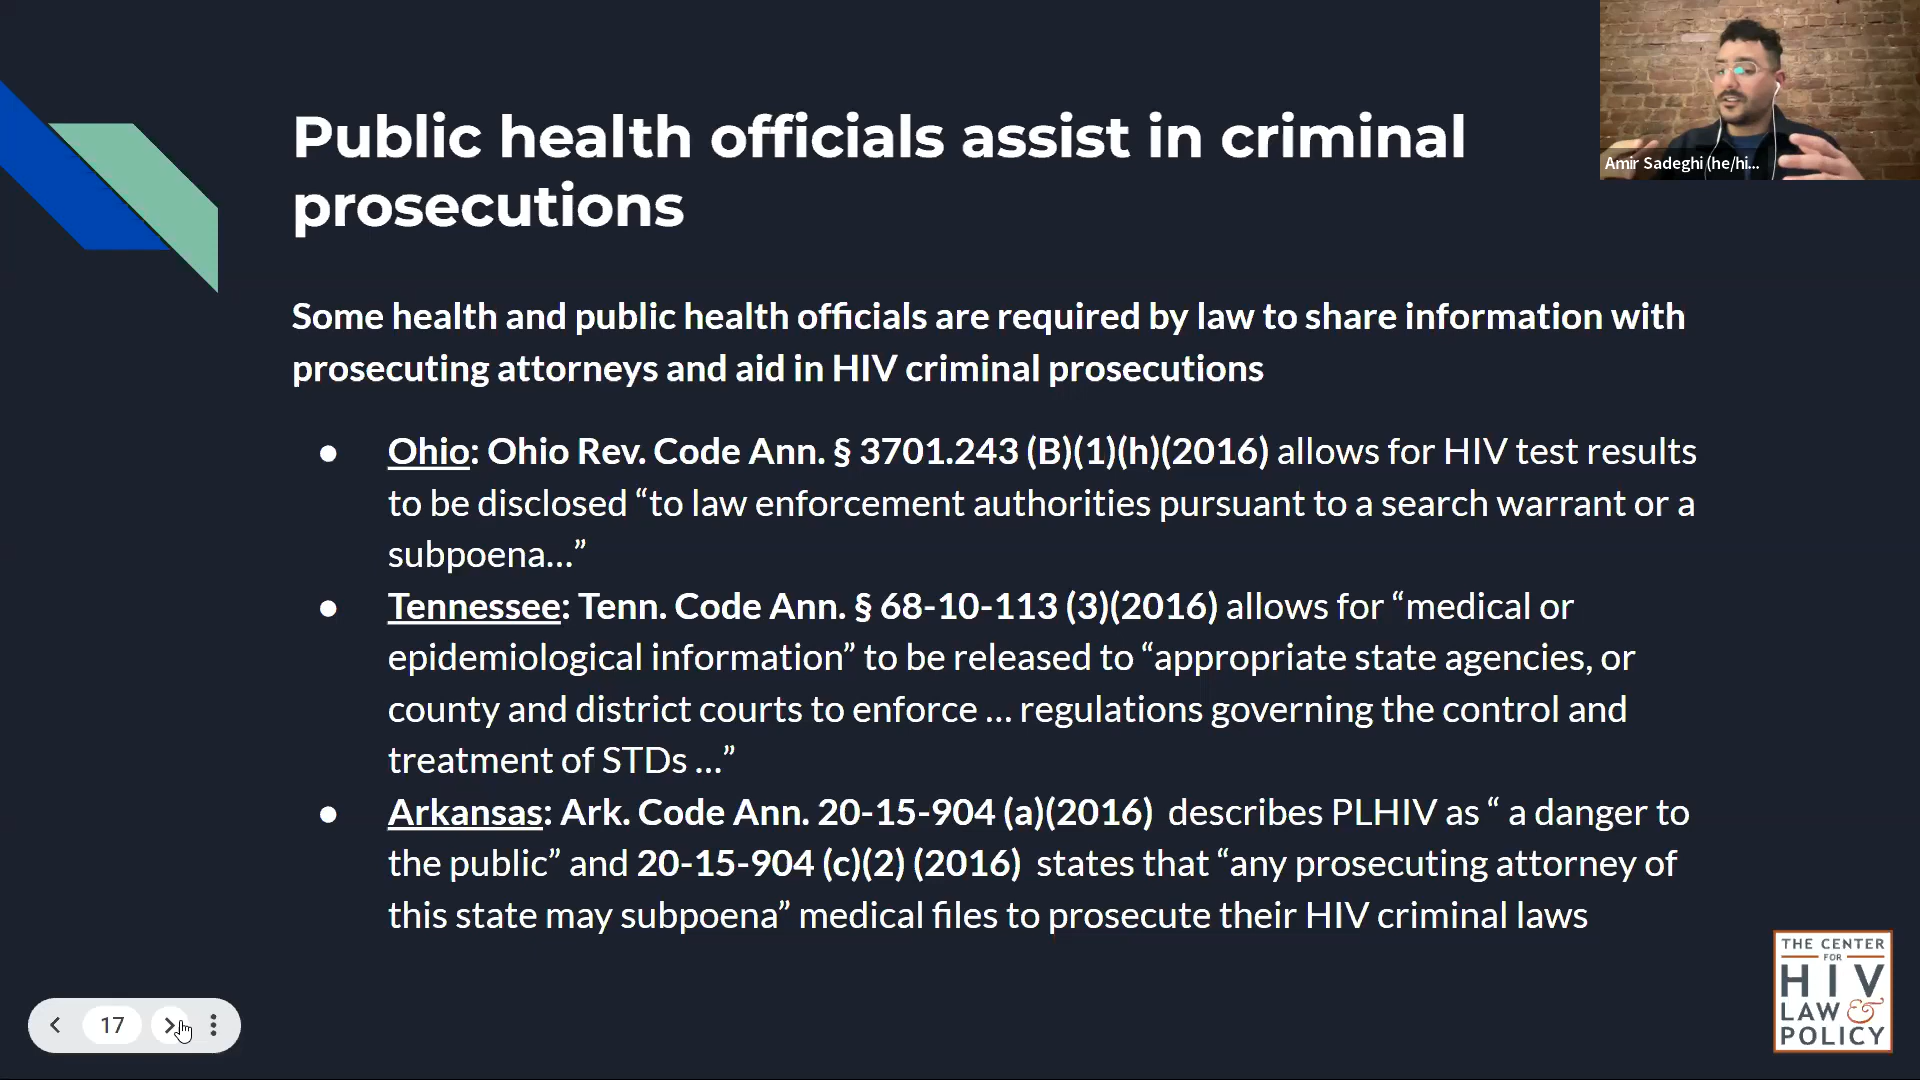 Amir Sadeghi (he/hi...
Public health officials assist in criminal
prosecutions
Some health and public health officials are required by law to share information with
prosecuting attorneys and aid in HIV criminal prosecutions
● Ohio: Ohio Rev. Code Ann. § 3701.243 (B)(1)(h)(2016) allows for HIV test results
to be disclosed “to law enforcement authorities pursuant to a search warrant or a
subpoena...”
● Tennessee: Tenn. Code Ann. § 68-10-113 (3)(2016) allows for “medical or
epidemiological information” to be released to “appropriate state agencies, or
county and district courts to enforce ... regulations governing the control and
treatment of STDs ...”
● Arkansas: Ark. Code Ann. 20-15-904 (a)(2016) describes PLHIV as “ a danger to
the public” and 20-15-904 (c)(2) (2016) states that “any prosecuting attorney of
this state may subpoena” medical files to prosecute their HIV criminal laws
17
THE CENTER
FOR
HIV
LAW &
POLICY